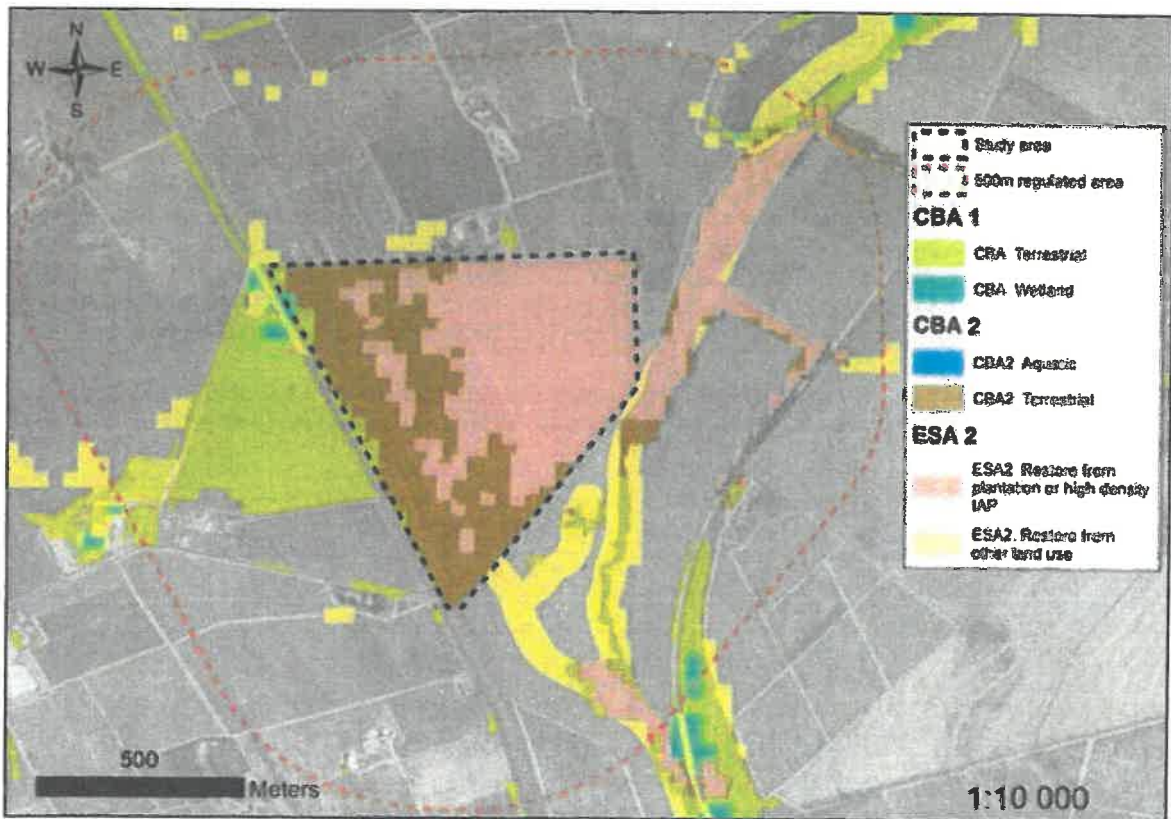 N
W E
S
Study area
500m regulated area
CBA 1
CBA Terrestrial
CBA Wetland
CBA 2
CBA2 Aquatic
CBA2 Terrestrial
ESA 2
ESA2 Restore from
plantation or high density
IAP
ESA2. Restore from
other land use
500
Meters
1:10 000